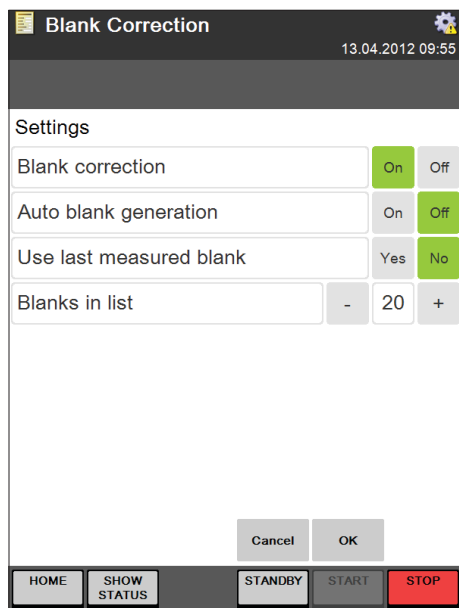 Blank Correction
13.04.2012 09:55
Settings
Blank correction On Off
Auto blank generation On Off
Use last measured blank Yes No
Blanks in list - 20 +
Cancel OK
HOME SHOW STATUS STANDBY START STOP